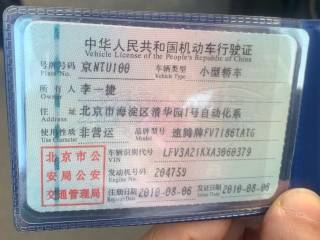 中华人民共和国机动车行驶证
Vehicle License of the People's Republic of China
号牌号码 京NTU100 车辆类型 小型轿车
Plate No. Vehicle Type
所有人 李一捷
Owner
住址 北京市海淀区清华园1号自动化系
Address
使用性质 非营运 品牌型号 速腾牌FV7186TATG
Use Character Model
北京市公
安局公安
交通管理局
车辆识别代号 LFV3A21KXA3060379
VIN
发动机号码 204759
Engine No.
注册日期 2010-08-06 发证日期 2010-08-06
Register Date Issue Date